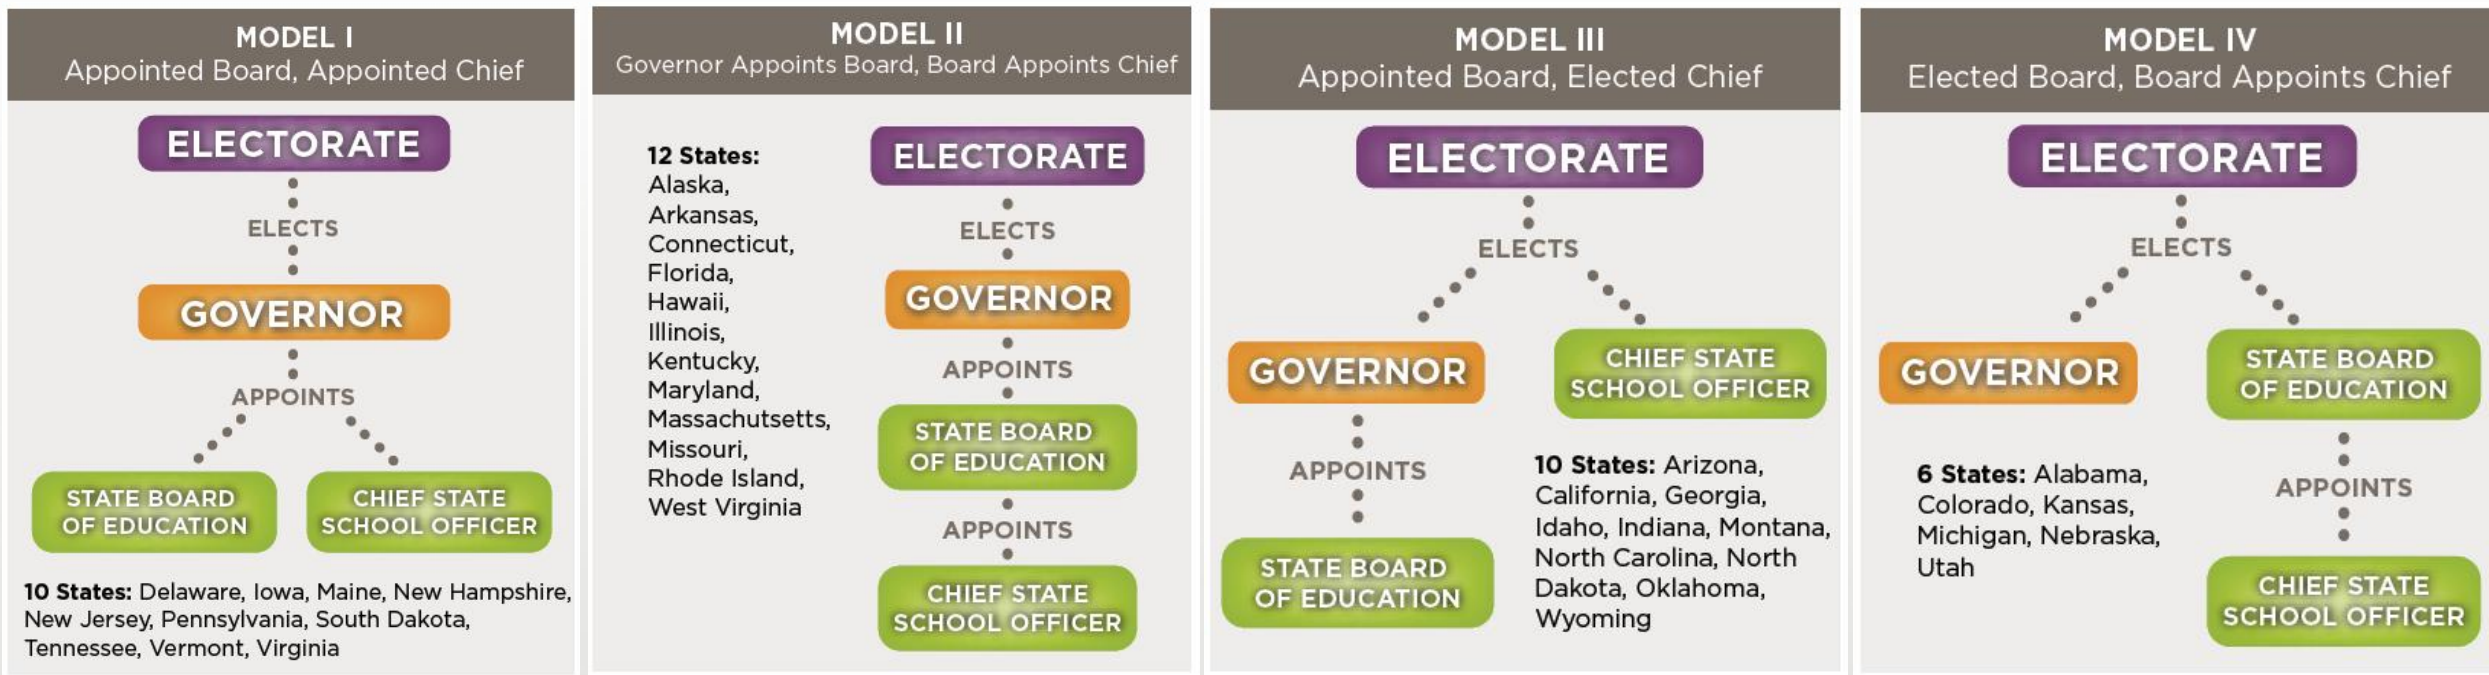 MODEL I
Appointed Board, Appointed Chief
ELECTORATE
ELECTS
GOVERNOR
APPOINTS
STATE BOARD
OF EDUCATION
CHIEF STATE
SCHOOL OFFICER
10 States: Delaware, Iowa, Maine, New Hampshire,
New Jersey, Pennsylvania, South Dakota,
Tennessee, Vermont, Virginia
MODEL II
Governor Appoints Board, Board Appoints Chief
12 States:
Alaska,
Arkansas,
Connecticut,
Florida,
Hawaii,
Illinois,
Kentucky,
Maryland,
Massachutsetts,
Missouri,
Rhode Island,
West Virginia
ELECTORATE
ELECTS
GOVERNOR
APPOINTS
STATE BOARD
OF EDUCATION
APPOINTS
CHIEF STATE
SCHOOL OFFICER
MODEL III
Appointed Board, Elected Chief
ELECTORATE
ELECTS
GOVERNOR
CHIEF STATE
SCHOOL OFFICER
APPOINTS
STATE BOARD
OF EDUCATION
10 States: Arizona,
California, Georgia,
Idaho, Indiana, Montana,
North Carolina, North
Dakota, Oklahoma,
Wyoming
MODEL IV
Elected Board, Board Appoints Chief
ELECTORATE
ELECTS
GOVERNOR
STATE BOARD
OF EDUCATION
6 States: Alabama,
Colorado, Kansas,
Michigan, Nebraska,
Utah
APPOINTS
CHIEF STATE
SCHOOL OFFICER